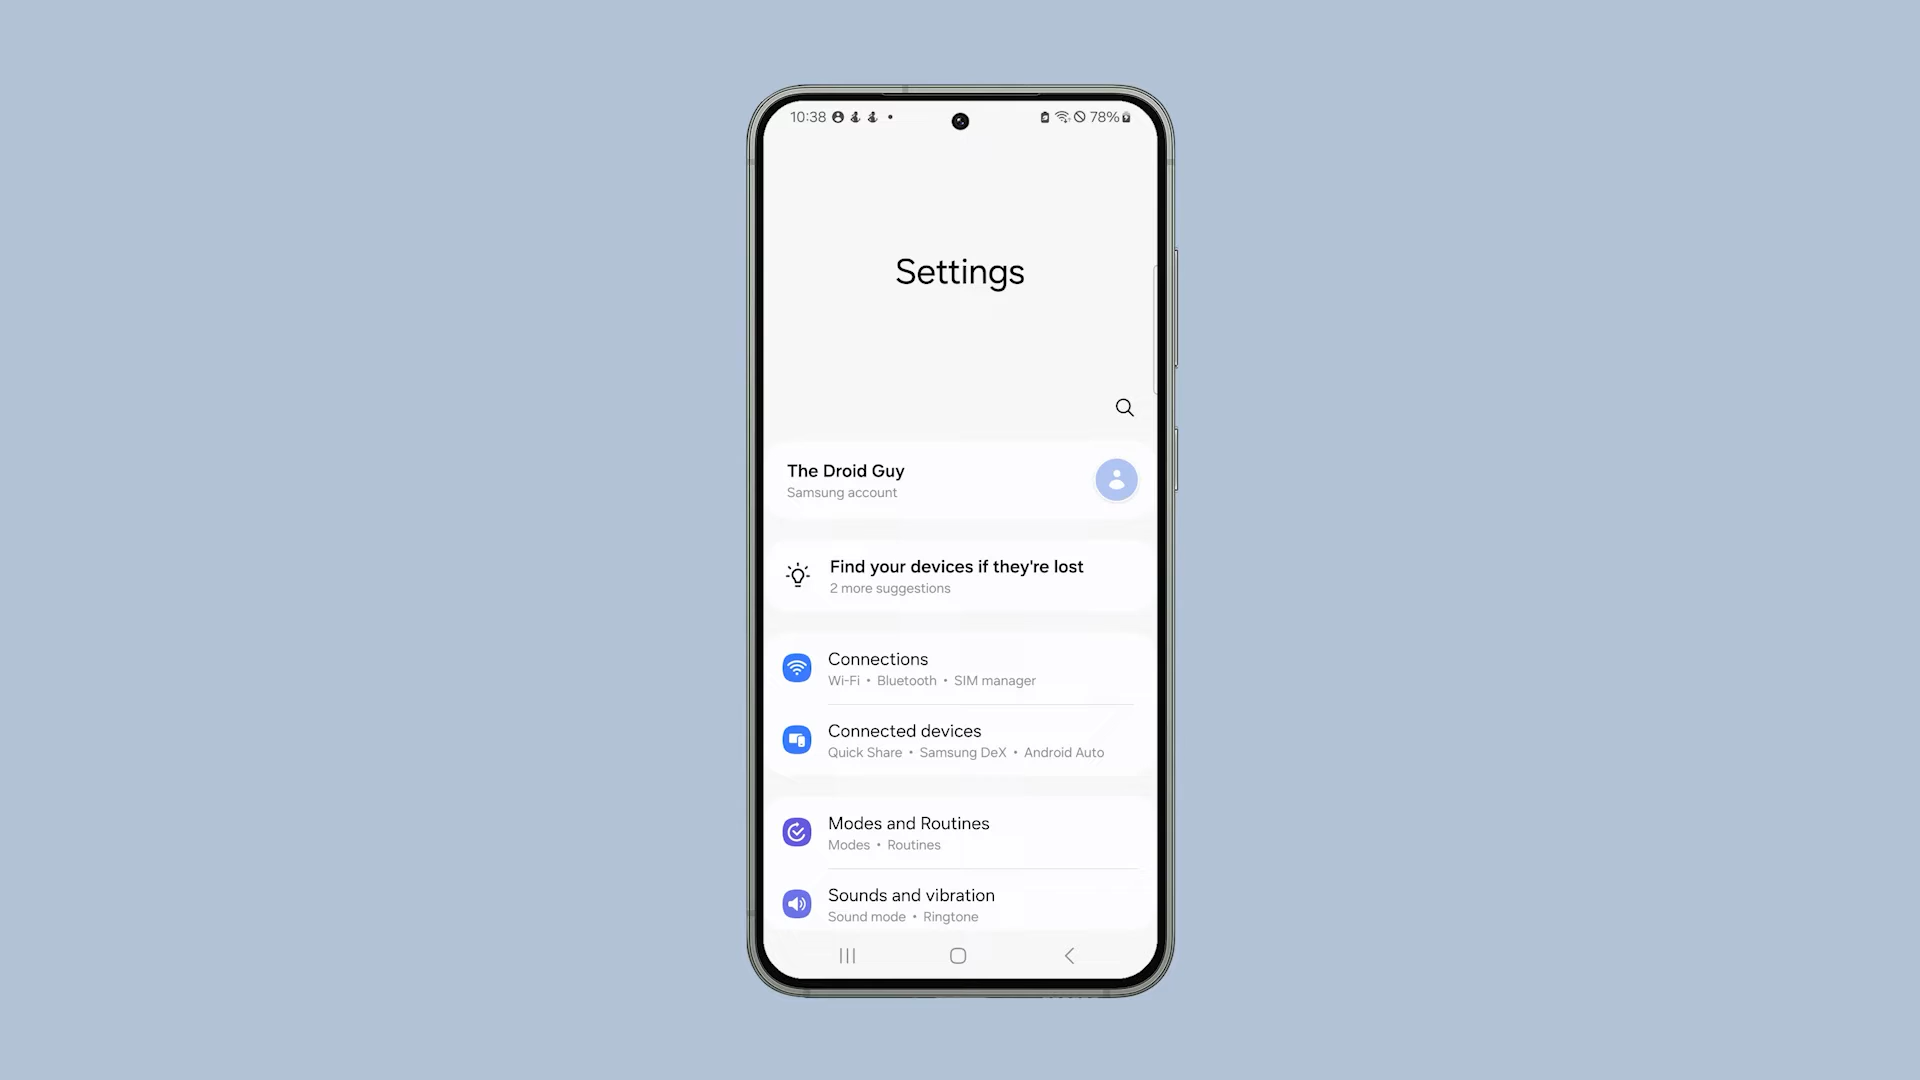 10:38 78%
Settings
The Droid Guy
Samsung account
Find your devices if they're lost
2 more suggestions
Connections
Wi-Fi • Bluetooth • SIM manager
Connected devices
Quick Share • Samsung DeX • Android Auto
Modes and Routines
Modes • Routines
Sounds and vibration
Sound mode • Ringtone